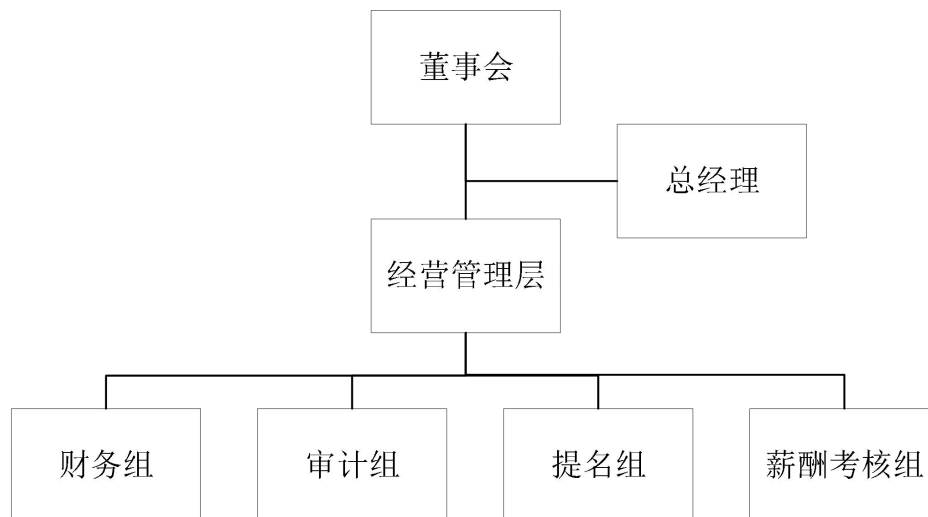 董事会
总经理
经营管理层
财务组
审计组
提名组
薪酬考核组